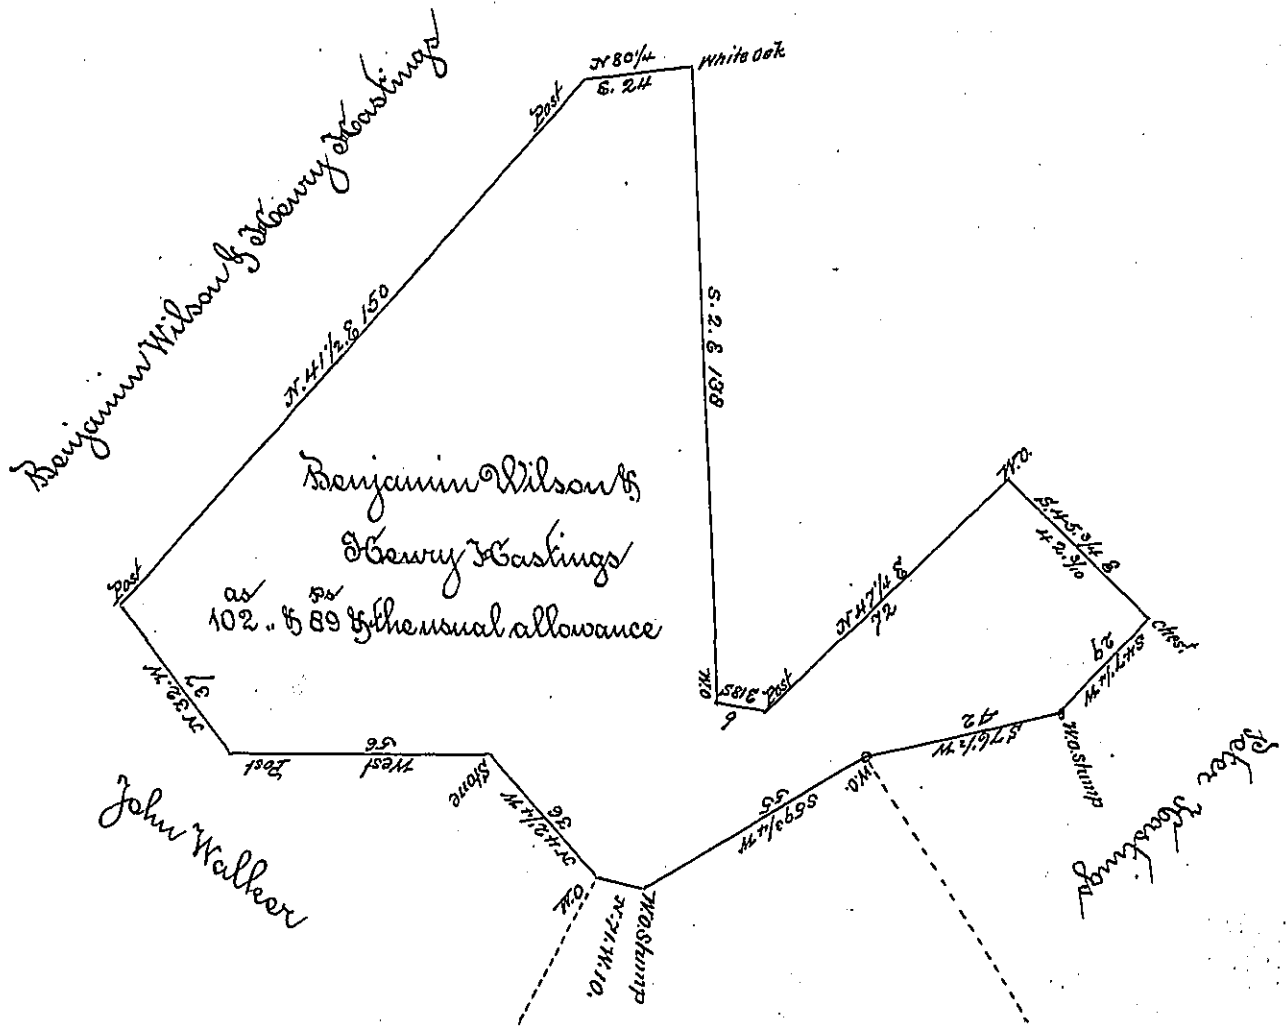 Benjamin Wilson & Henry Hastings
Post
N 80 1/4
E. 24
White Oak
N. 41 1/2. E 150
S. 2. E 138
Benjamin Wilson &
Henry Hastings
as ps
102 .. & 89 & the usual allowance
W.O.
S. 45. 3/4 E
42. 3/10
N 47 1/4 E
72
Chest
29
S 47 1/4 W
Post
N 32. W
37
W.O
S 81 E
Post
42
S 76 1/2 W
W.O. Stump
Peter Hastings
Post
56
West
Stone
36
N 42 1/4 W
55
S 59 3/4 W
W.O.
John Walker
W.O
N. 71. W. 10.
W.O. Stump